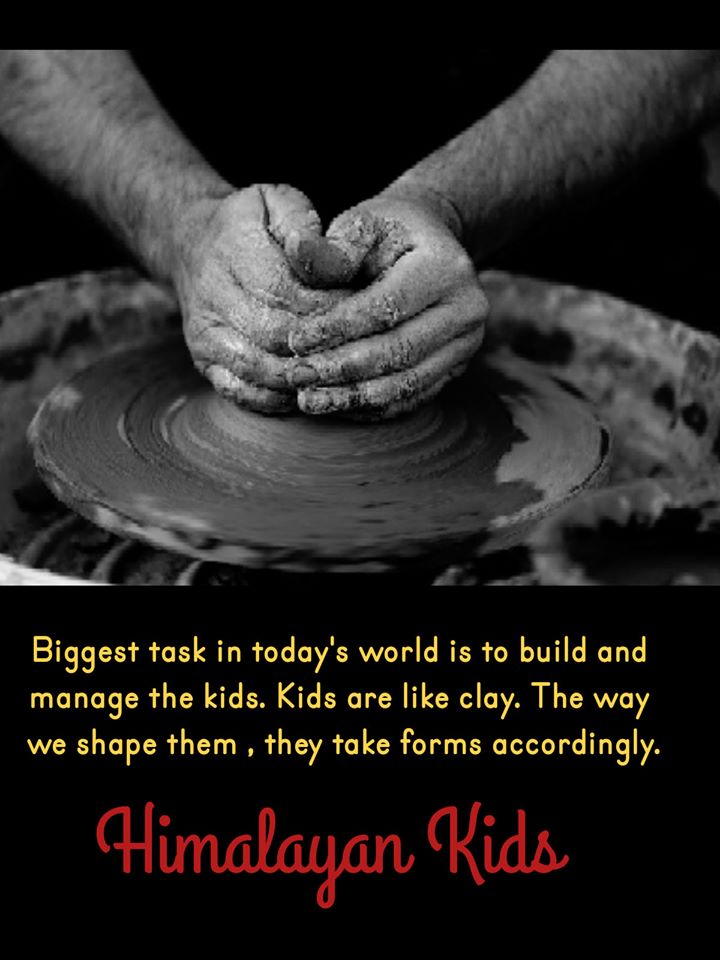 Biggest task in today's world is to build and
manage the kids. Kids are like clay. The way
we shape them , they take forms accordingly.
Himalayan Kids